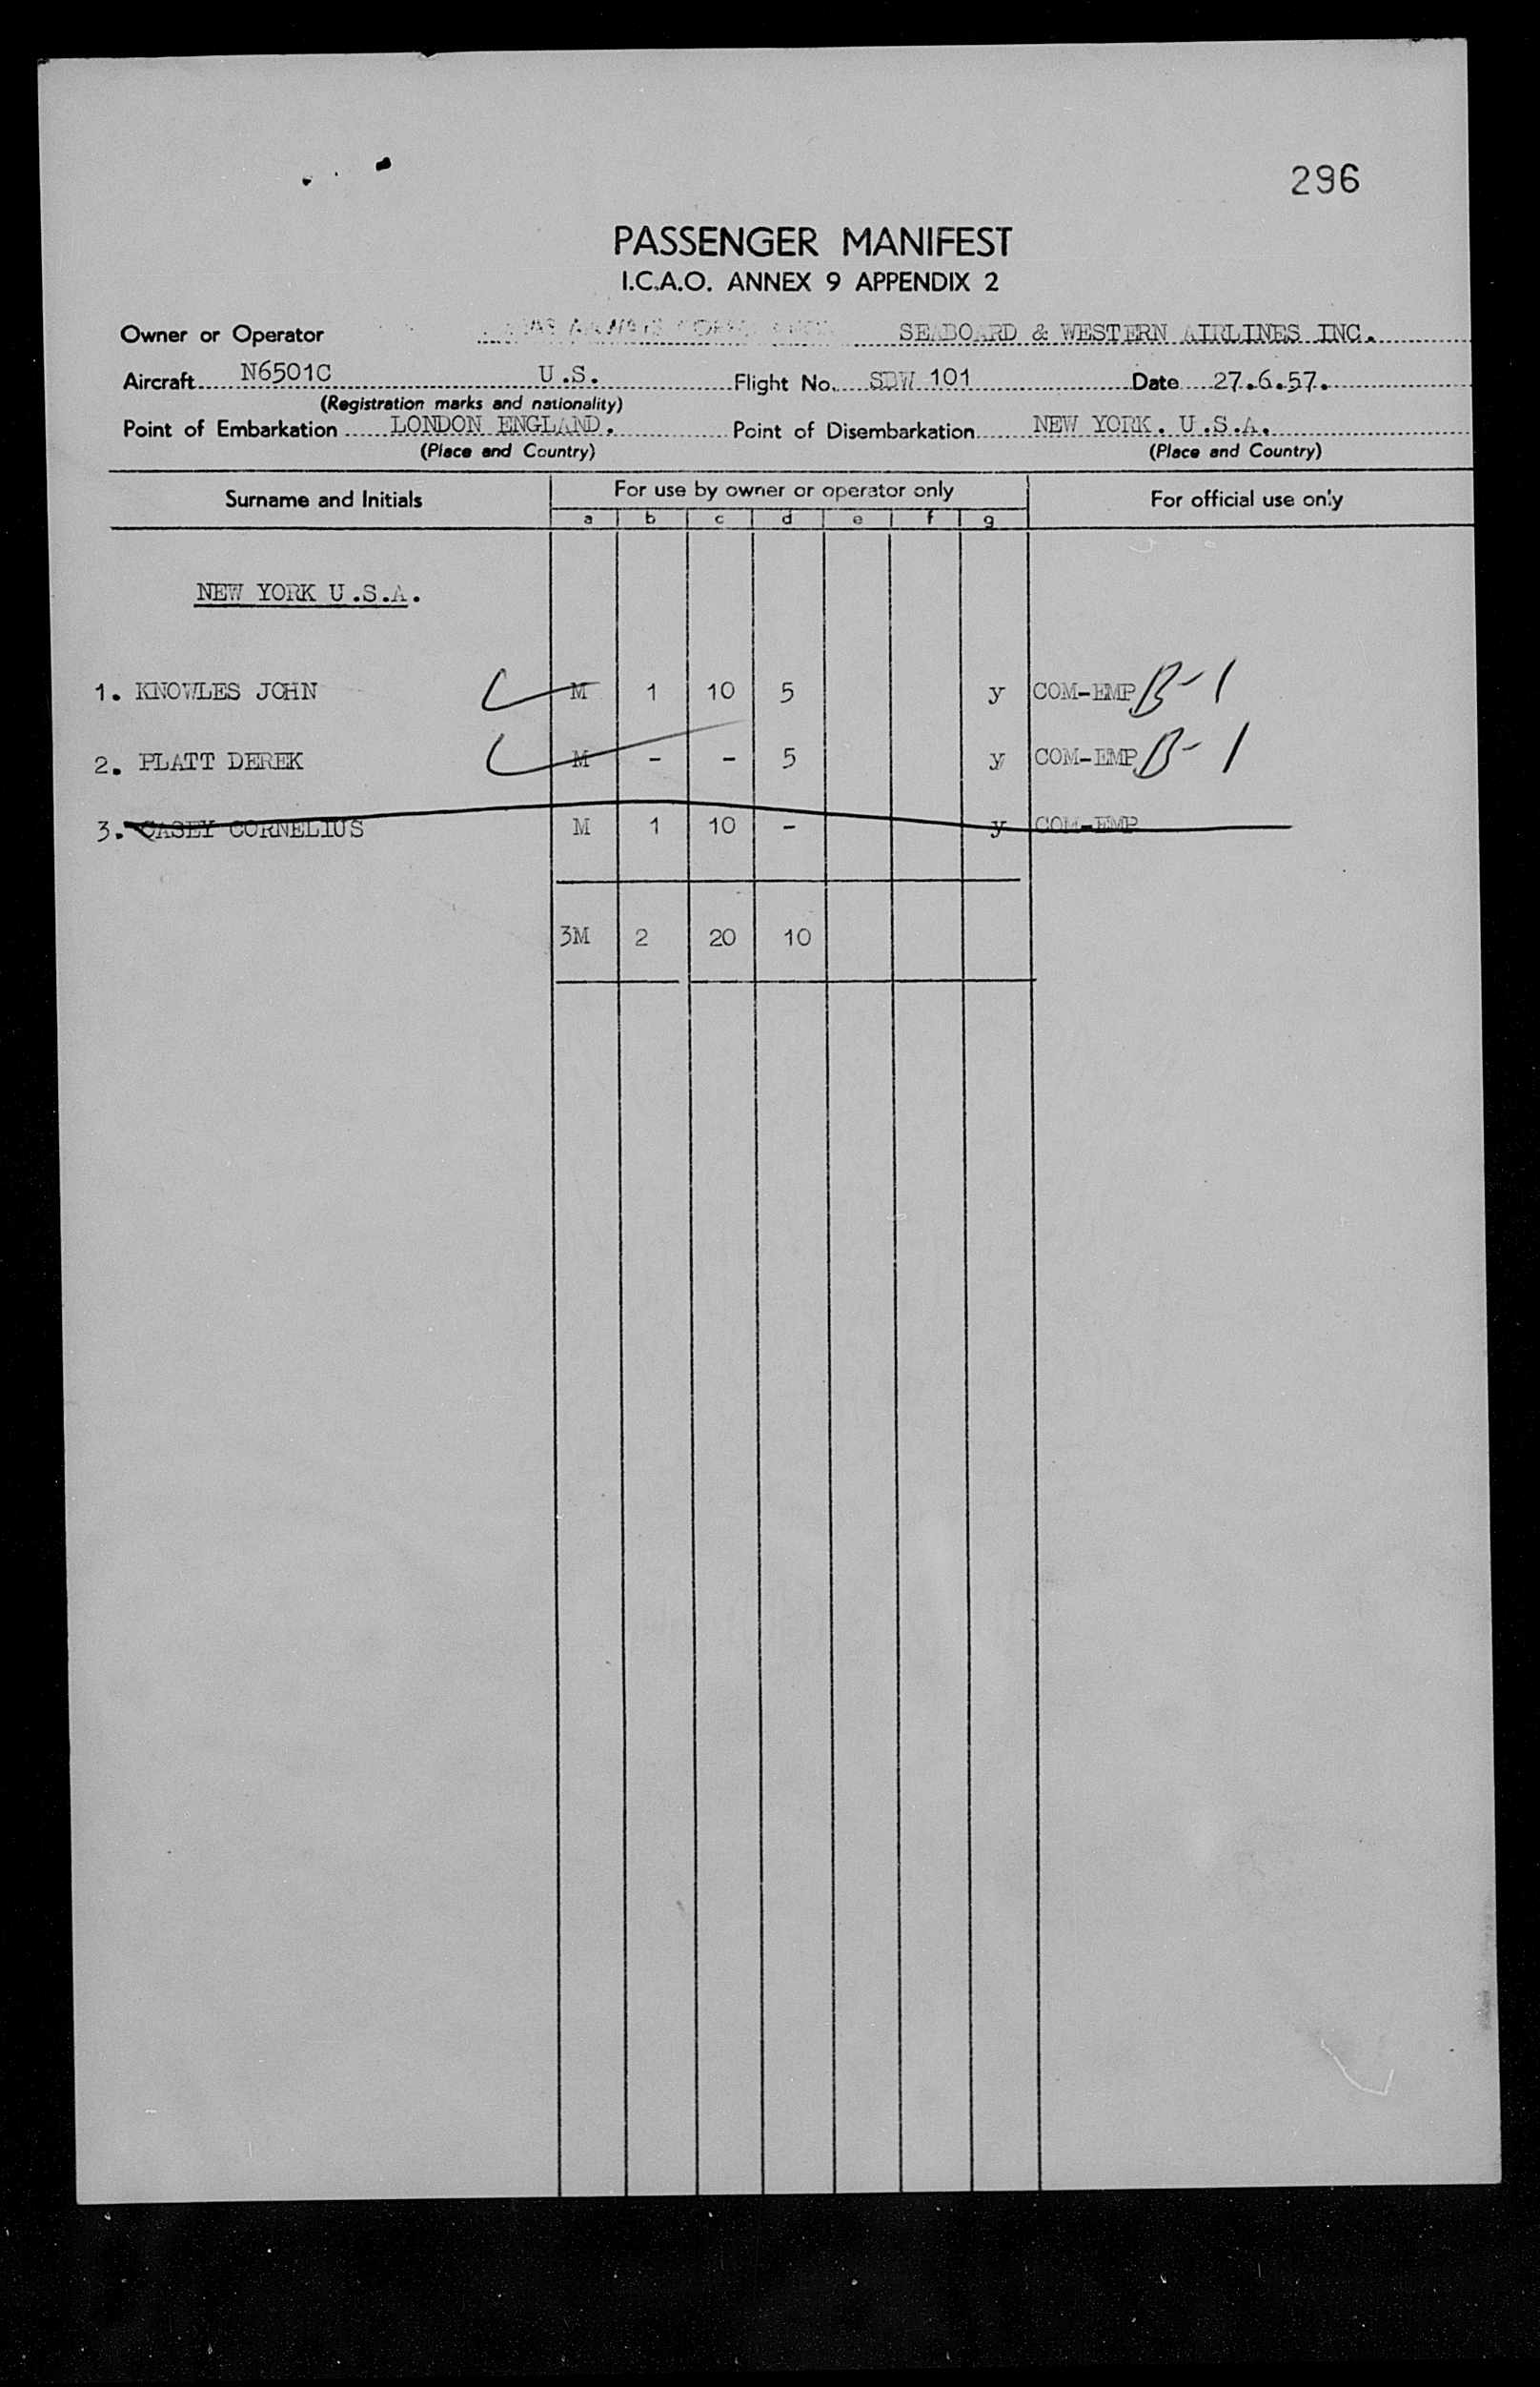 296
PASSENGER MANIFEST
I.C.A.O. ANNEX 9 APPENDIX 2
Owner or Operator SEABOARD & WESTERN AIRLINES INC.
Aircraft N6501C U.S. Flight No. SBW 101 Date 27.6.57.
(Registration marks and nationality)
Point of Embarkation LONDON ENGLAND. Point of Disembarkation NEW YORK. U.S.A.
(Place and Country) (Place and Country)
Surname and Initials For use by owner or operator only For official use only
a b c d e f g
NEW YORK U.S.A.
1. KNOWLES JOHN M 1 10 5 y COM-EMP B-1
2. PLATT DEREK M - - 5 y COM-EMP B-1
3. CASEY CORNELIUS M 1 10 - y COM-EMP
3M 2 20 10